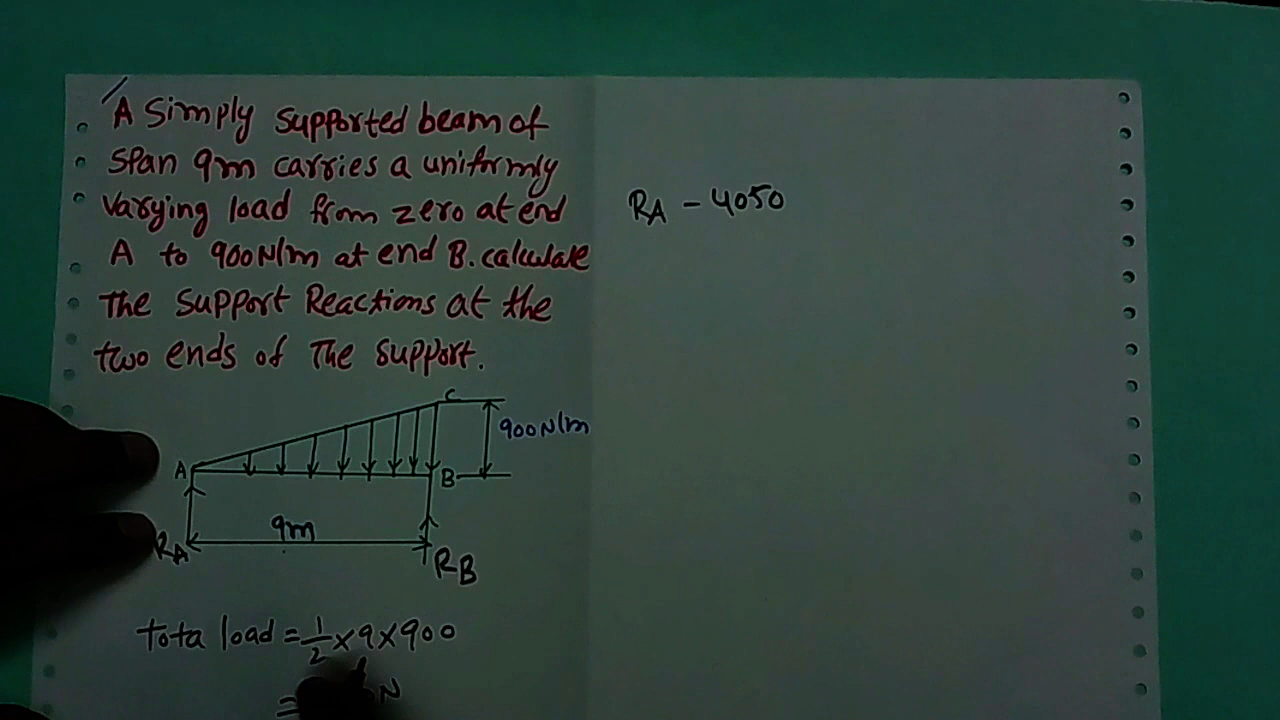 A Simply Supported beam of
Span 9m carries a uniformly
Varying load from zero at end
A to 900N/m at end B. calculate
The Support Reactions at the
two ends of The Support.
RA - 4050
C
900N/m
A
B
9m
RA
RB
tota load = 1/2 x 9 x 900
= N